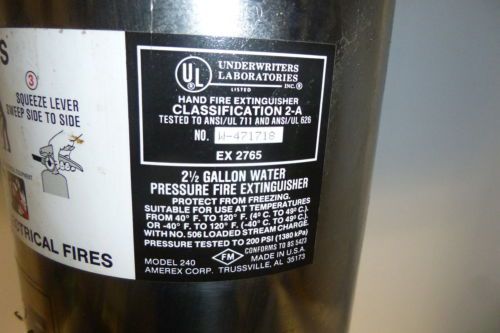 S
3
SQUEEZE LEVER
SWEEP SIDE TO
SIDE TO SIDE
TRICAL FIRES
UL
UNDERWRITERS
LABORATORIES
INC.®
LISTED
HAND FIRE EXTINGUISHER
CLASSIFICATION 2-A
TESTED TO ANSI/UL 711 AND ANSI/UL 626
NO. W-471718
EX 2765
2½ GALLON WATER
PRESSURE FIRE EXTINGUISHER
PROTECT FROM FREEZING.
SUITABLE FOR USE AT TEMPERATURES
FROM 40° F. TO 120° F. (4° C. TO 49° C.)
OR -40° F. TO 120° F. (-40° C. TO 49° C.)
WITH NO. 506 LOADED STREAM CHARGE.
PRESSURE TESTED TO 200 PSI (1380 kPa)
FM CONFORMS TO BS 5423
MODEL 240 MADE IN U.S.A.
AMEREX CORP. TRUSSVILLE, AL 35173